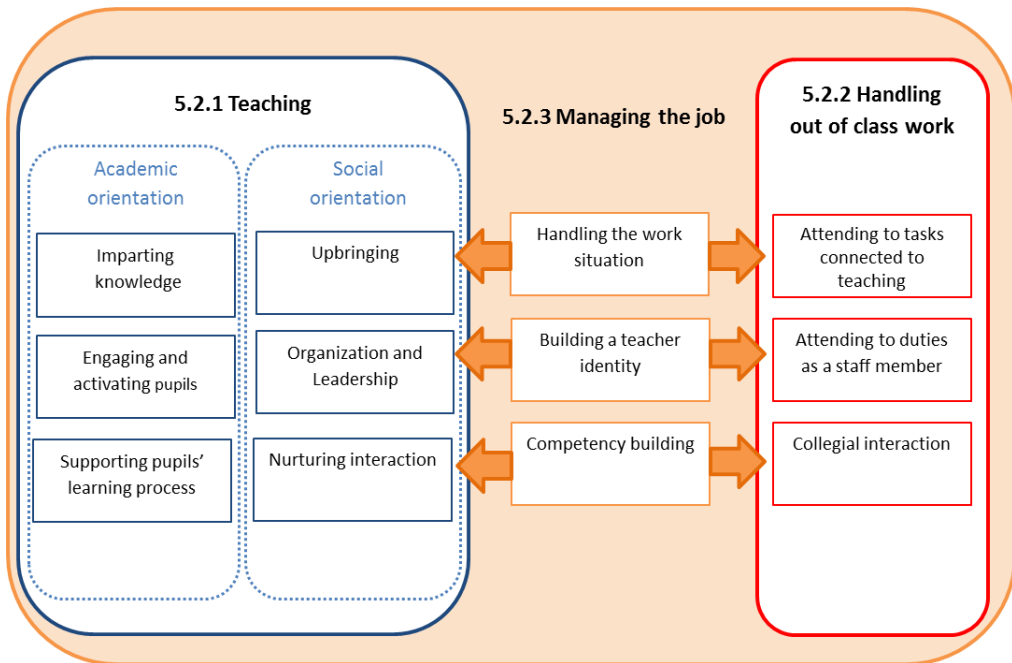 5.2.1 Teaching
Academic
orientation
Imparting
knowledge
Engaging and
activating pupils
Supporting pupils’
learning process
Social
orientation
Upbringing
Organization and
Leadership
Nurturing interaction
5.2.3 Managing the job
Handling the work
situation
Building a teacher
identity
Competency building
5.2.2 Handling
out of class work
Attending to tasks
connected to
teaching
Attending to duties
as a staff member
Collegial interaction